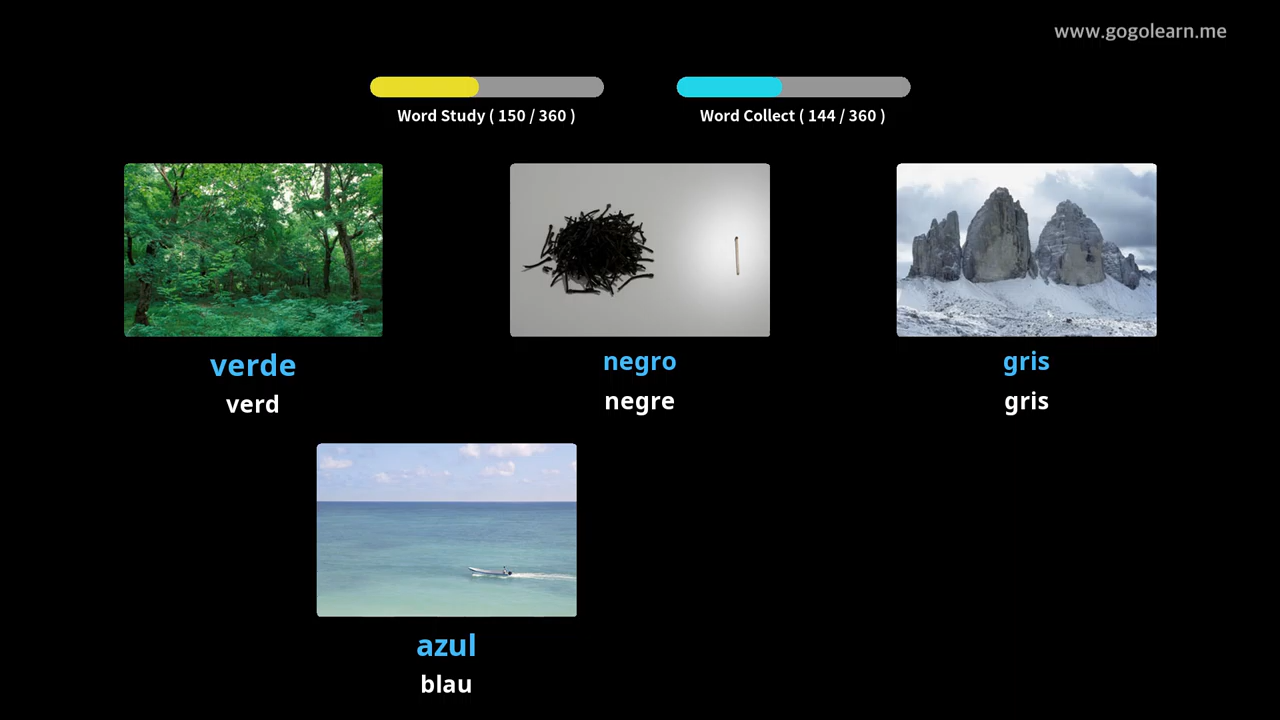 www.gogolearn.me
Word Study ( 150 / 360 )
Word Collect ( 144 / 360 )
verde
verd
negro
negre
gris
gris
azul
blau